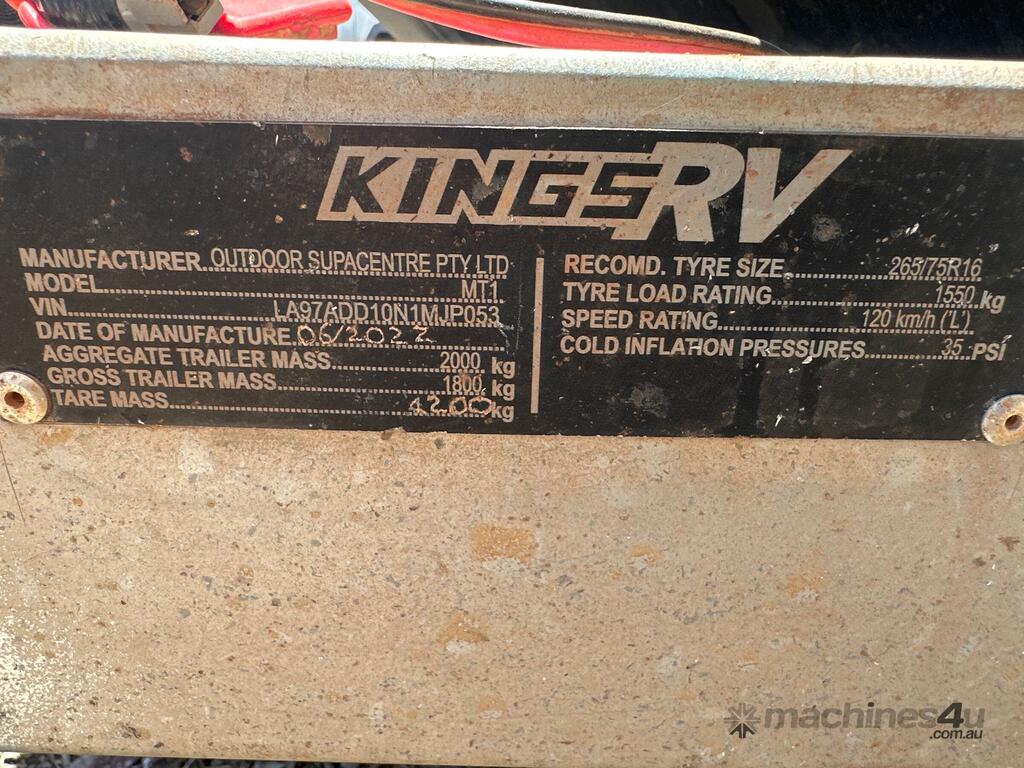 KINGSRV
MANUFACTURER OUTDOOR SUPACENTRE PTY LTD
MODEL MT1
VIN LA97ADD10N1MJP053
DATE OF MANUFACTURE 06/2022
AGGREGATE TRAILER MASS 2000 kg
GROSS TRAILER MASS 1800 kg
TARE MASS 1200 kg
RECOMD. TYRE SIZE 265/75R16
TYRE LOAD RATING 1550 kg
SPEED RATING 120 km/h ('L')
COLD INFLATION PRESSURES 35 PSI
machines4u
.com.au